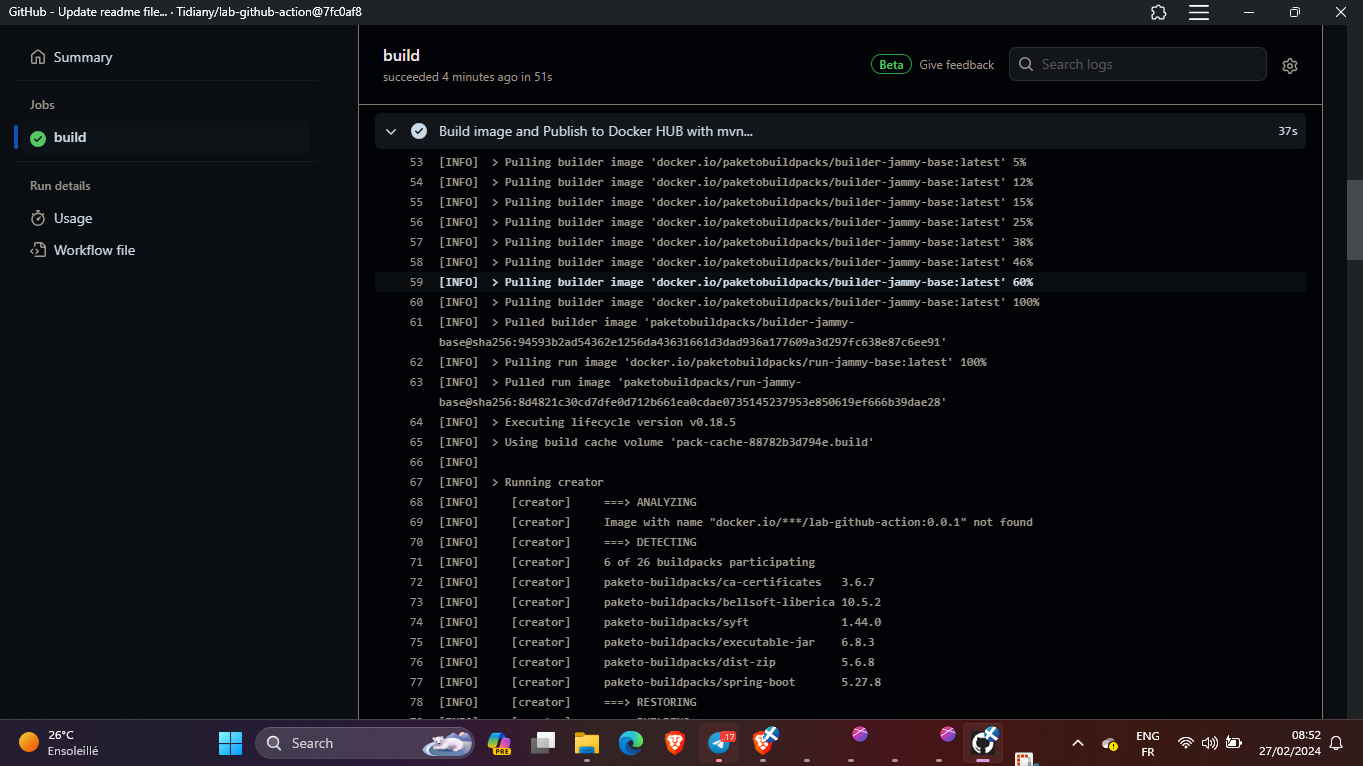 GitHub - Update readme file... · Tidiany/lab-github-action@7fc0af8
Summary
Jobs
build
Run details
Usage
Workflow file
build
succeeded 4 minutes ago in 51s
Beta Give feedback
Search logs
Build image and Publish to Docker HUB with mvn... 37s
53 [INFO] > Pulling builder image 'docker.io/paketobuildpacks/builder-jammy-base:latest' 5%
54 [INFO] > Pulling builder image 'docker.io/paketobuildpacks/builder-jammy-base:latest' 12%
55 [INFO] > Pulling builder image 'docker.io/paketobuildpacks/builder-jammy-base:latest' 15%
56 [INFO] > Pulling builder image 'docker.io/paketobuildpacks/builder-jammy-base:latest' 25%
57 [INFO] > Pulling builder image 'docker.io/paketobuildpacks/builder-jammy-base:latest' 38%
58 [INFO] > Pulling builder image 'docker.io/paketobuildpacks/builder-jammy-base:latest' 46%
59 [INFO] > Pulling builder image 'docker.io/paketobuildpacks/builder-jammy-base:latest' 60%
60 [INFO] > Pulling builder image 'docker.io/paketobuildpacks/builder-jammy-base:latest' 100%
61 [INFO] > Pulled builder image 'paketobuildpacks/builder-jammy-
base@sha256:94593b2ad54362e1256da43631661d3dad936a177609a3d297fc638e87c6ee91'
62 [INFO] > Pulling run image 'docker.io/paketobuildpacks/run-jammy-base:latest' 100%
63 [INFO] > Pulled run image 'paketobuildpacks/run-jammy-
base@sha256:8d4821c30cd7dfe0d712b661ea0cdae0735145237953e850619ef666b39dae28'
64 [INFO] > Executing lifecycle version v0.18.5
65 [INFO] > Using build cache volume 'pack-cache-88782b3d794e.build'
66 [INFO]
67 [INFO] > Running creator
68 [INFO] [creator] ===> ANALYZING
69 [INFO] [creator] Image with name "docker.io/***/lab-github-action:0.0.1" not found
70 [INFO] [creator] ===> DETECTING
71 [INFO] [creator] 6 of 26 buildpacks participating
72 [INFO] [creator] paketo-buildpacks/ca-certificates 3.6.7
73 [INFO] [creator] paketo-buildpacks/bellsoft-liberica 10.5.2
74 [INFO] [creator] paketo-buildpacks/syft 1.44.0
75 [INFO] [creator] paketo-buildpacks/executable-jar 6.8.3
76 [INFO] [creator] paketo-buildpacks/dist-zip 5.6.8
77 [INFO] [creator] paketo-buildpacks/spring-boot 5.27.8
78 [INFO] [creator] ===> RESTORING
26°C
Ensoleillé
Search
PRE
17
ENG
FR
08:52
27/02/2024